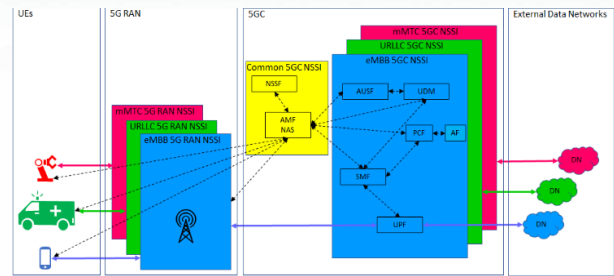 UEs
5G RAN
5GC
External Data Networks
mMTC 5GC NSSI
URLLC 5GC NSSI
eMBB 5GC NSSI
Common 5GC NSSI
NSSF
AUSF
UDM
mMTC 5G RAN NSSI
URLLC 5G RAN NSSI
eMBB 5G RAN NSSI
AMF
NAS
PCF
AF
SMF
UPF
DN
DN
DN